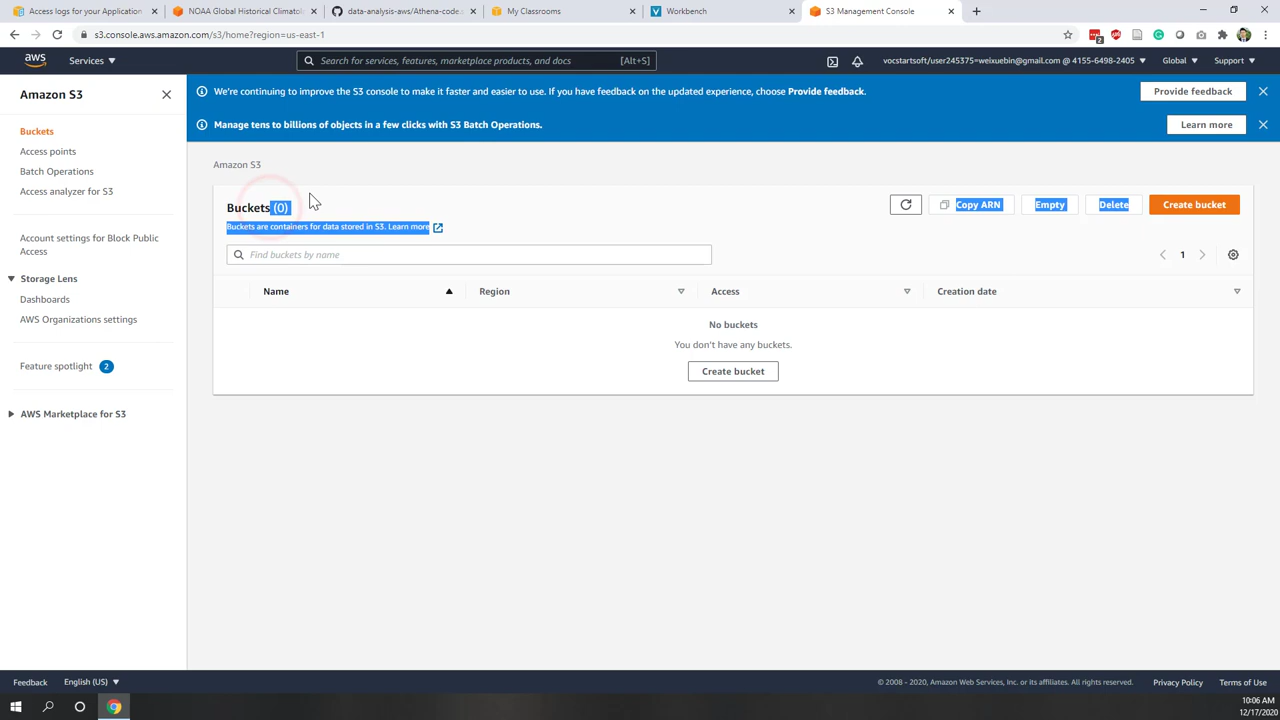 Access logs for your Application
NOAA Global Historical Climatol
data-analysis-aws/Athena-code.s
My Classrooms
Workbench
S3 Management Console
s3.console.aws.amazon.com/s3/home?region=us-east-1
2
aws
Services
Search for services, features, marketplace products, and docs
[Alt+S]
vocstartsoft/user245375=weixuebin@gmail.com @ 4155-6498-2405
Global
Support
Amazon S3
Buckets
Access points
Batch Operations
Access analyzer for S3
Account settings for Block Public
Access
Storage Lens
Dashboards
AWS Organizations settings
Feature spotlight 2
AWS Marketplace for S3
We're continuing to improve the S3 console to make it faster and easier to use. If you have feedback on the updated experience, choose Provide feedback.
Provide feedback
Manage tens to billions of objects in a few clicks with S3 Batch Operations.
Learn more
Amazon S3
Buckets (0)
Buckets are containers for data stored in S3. Learn more
Copy ARN
Empty
Delete
Create bucket
Find buckets by name
1
Name
Region
Access
Creation date
No buckets
You don't have any buckets.
Create bucket
Feedback
English (US)
© 2008 - 2020, Amazon Web Services, Inc. or its affiliates. All rights reserved.
Privacy Policy
Terms of Use
10:06 AM
12/17/2020